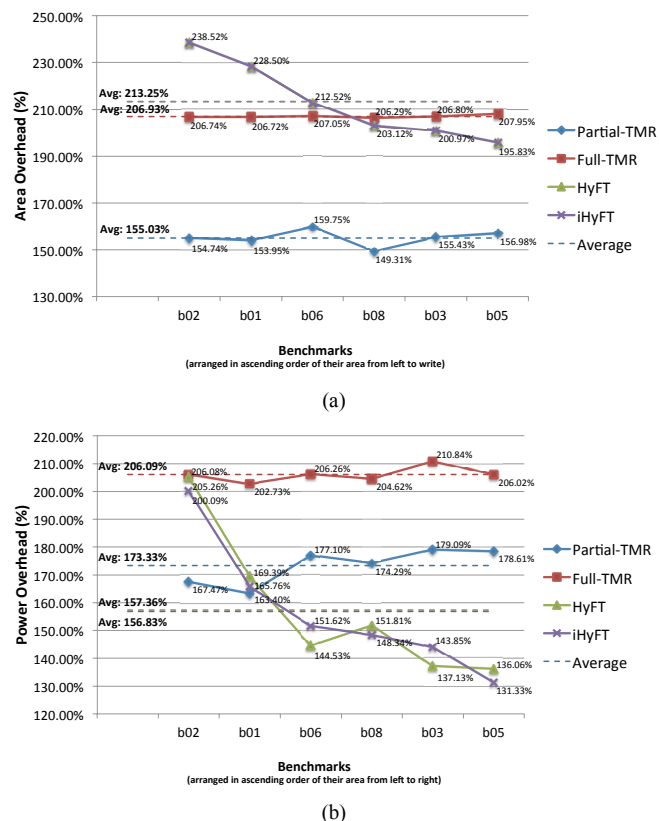 250.00%
238.52%
230.00%
228.50%
Avg: 213.25%
212.52%
Avg: 206.93%
210.00%
206.74%
206.72%
207.05%
206.29%
206.80%
207.95%
203.12%
200.97%
195.83%
190.00%
170.00%
Avg: 155.03%
159.75%
150.00%
154.74%
153.95%
149.31%
155.43%
156.98%
130.00%
Area Overhead (%)
b02 b01 b06 b08 b03 b05
Benchmarks
(arranged in ascending order of their area from left to write)
Partial-TMR
Full-TMR
HyFT
iHyFT
Average
(a)
220.00%
210.00%
Avg: 206.09%
206.08%
205.26%
200.09%
202.73%
206.26%
204.62%
210.84%
206.02%
200.00%
190.00%
180.00%
Avg: 173.33%
177.10%
174.29%
179.09%
178.61%
170.00%
167.47%
169.39%
165.76%
163.40%
160.00%
Avg: 157.36%
Avg: 156.83%
150.00%
151.62%
144.53%
151.81%
148.34%
143.85%
140.00%
137.13%
136.06%
131.33%
130.00%
120.00%
Power Overhead (%)
b02 b01 b06 b08 b03 b05
Benchmarks
(arranged in ascending order of their area from left to right)
Partial-TMR
Full-TMR
HyFT
iHyFT
Average
(b)